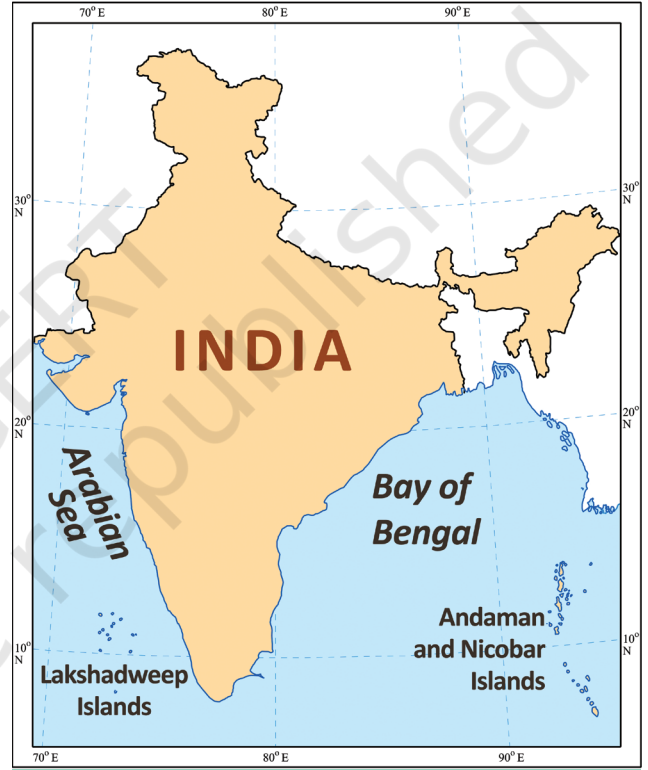 70° E 80° E 90° E
30° N 30° N
INDIA
20° N 20° N
Arabian
Sea
Bay of
Bengal
Andaman
and Nicobar
Islands
10° N 10° N
Lakshadweep
Islands
70° E 80° E 90° E
republished